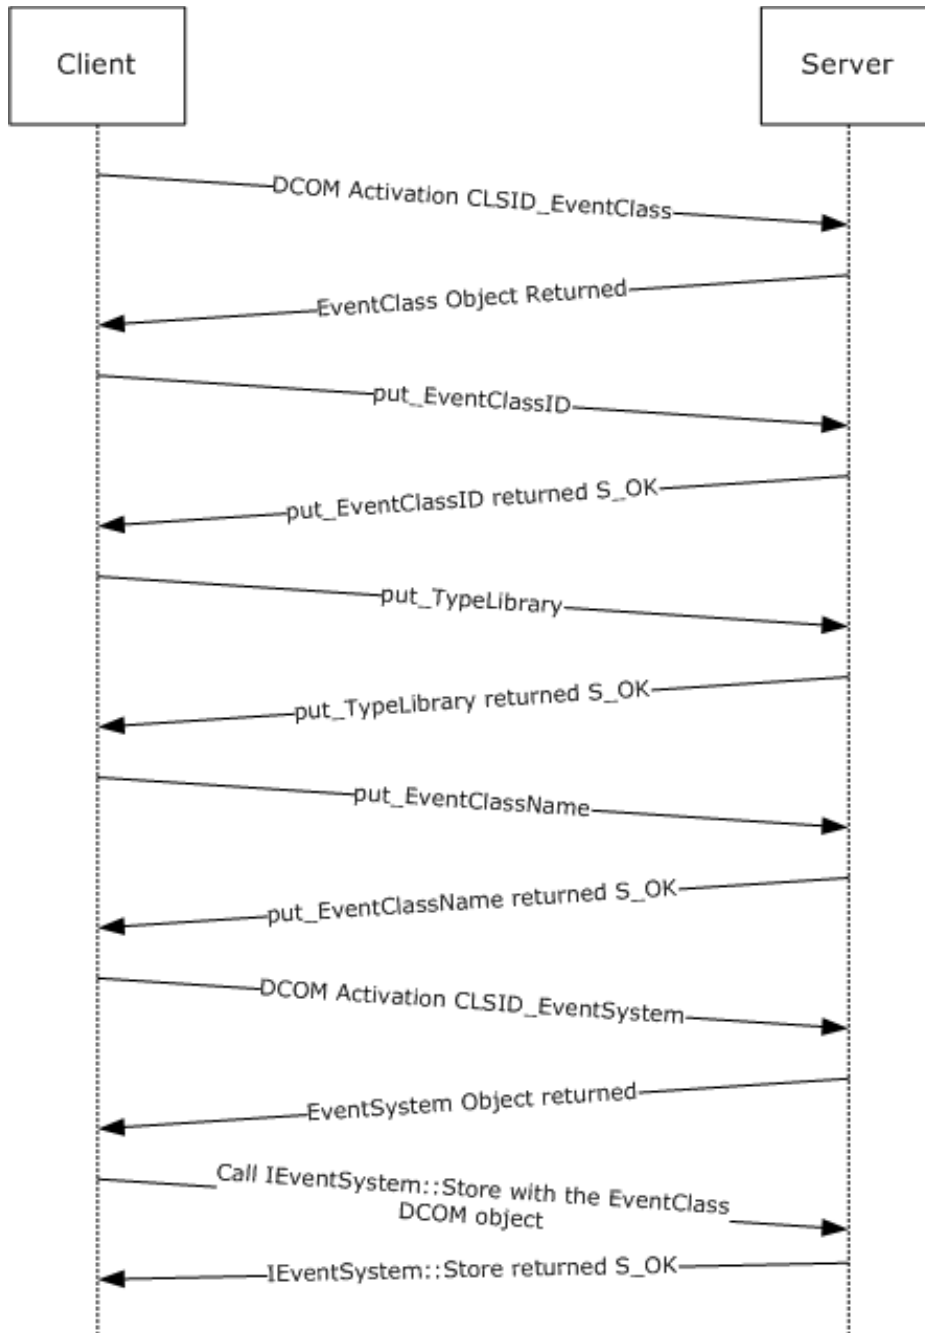 Client
Server
DCOM Activation CLSID_EventClass
EventClass Object Returned
put_EventClassID
put_EventClassID returned S_OK
put_TypeLibrary
put_TypeLibrary returned S_OK
put_EventClassName
put_EventClassName returned S_OK
DCOM Activation CLSID_EventSystem
EventSystem Object returned
Call IEventSystem::Store with the EventClass
DCOM object
IEventSystem::Store returned S_OK